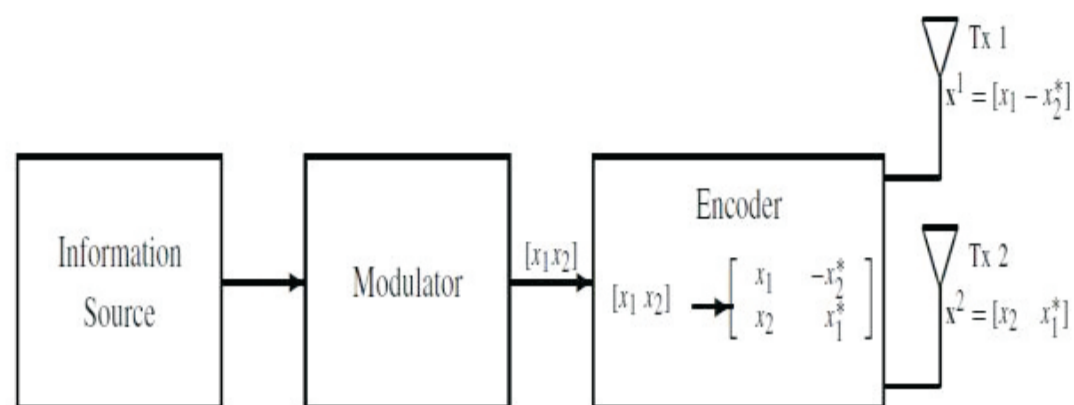 Tx 1
x¹ = [x₁ − x₂*]
Information
Source
Modulator
[x₁x₂]
Encoder
[x₁ x₂]
x₁ −x₂*
x₂ x₁*
Tx 2
x² = [x₂ x₁*]